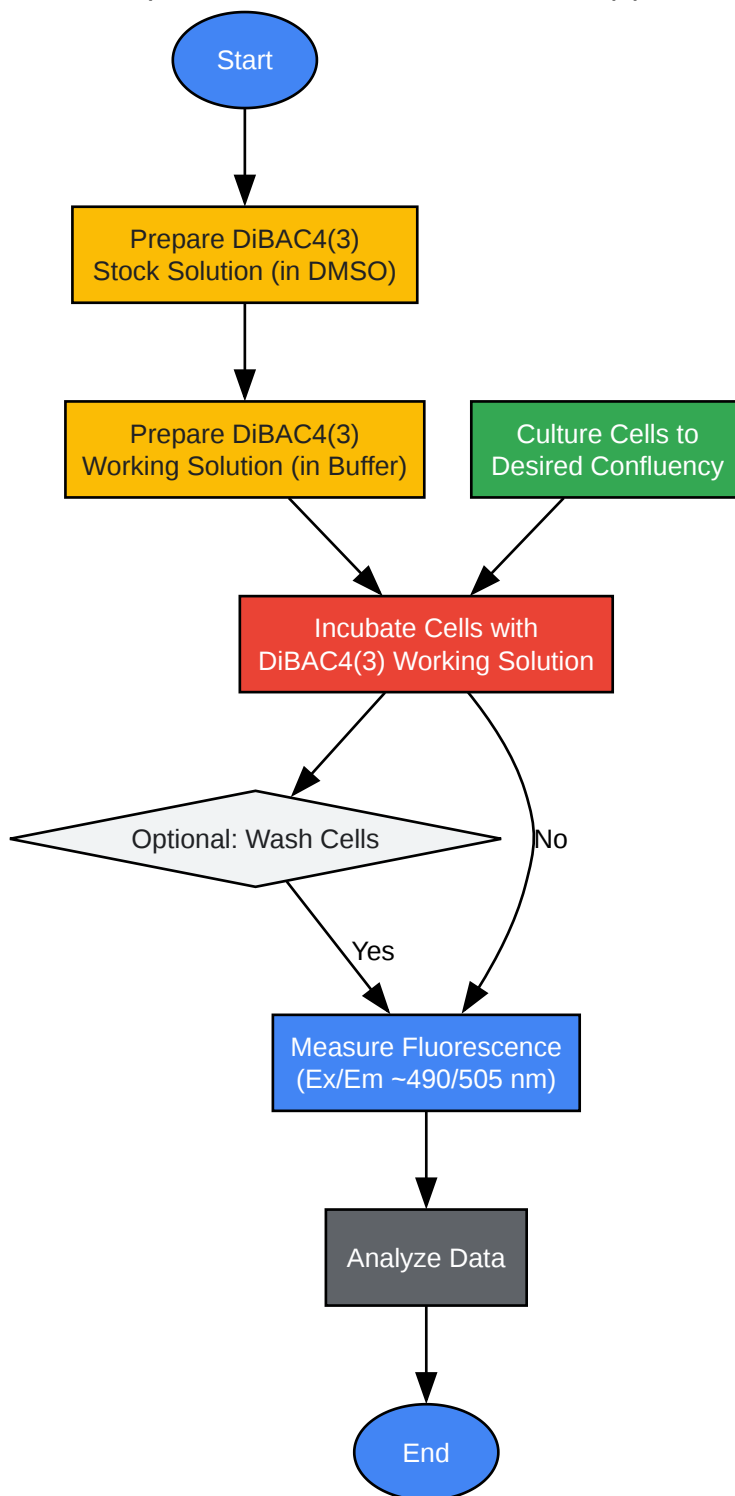 Start
Prepare DiBAC4(3)
Stock Solution (in DMSO)
Prepare DiBAC4(3)
Working Solution (in Buffer)
Culture Cells to
Desired Confluency
Incubate Cells with
DiBAC4(3) Working Solution
Optional: Wash Cells
No
Yes
Measure Fluorescence
(Ex/Em ~490/505 nm)
Analyze Data
End